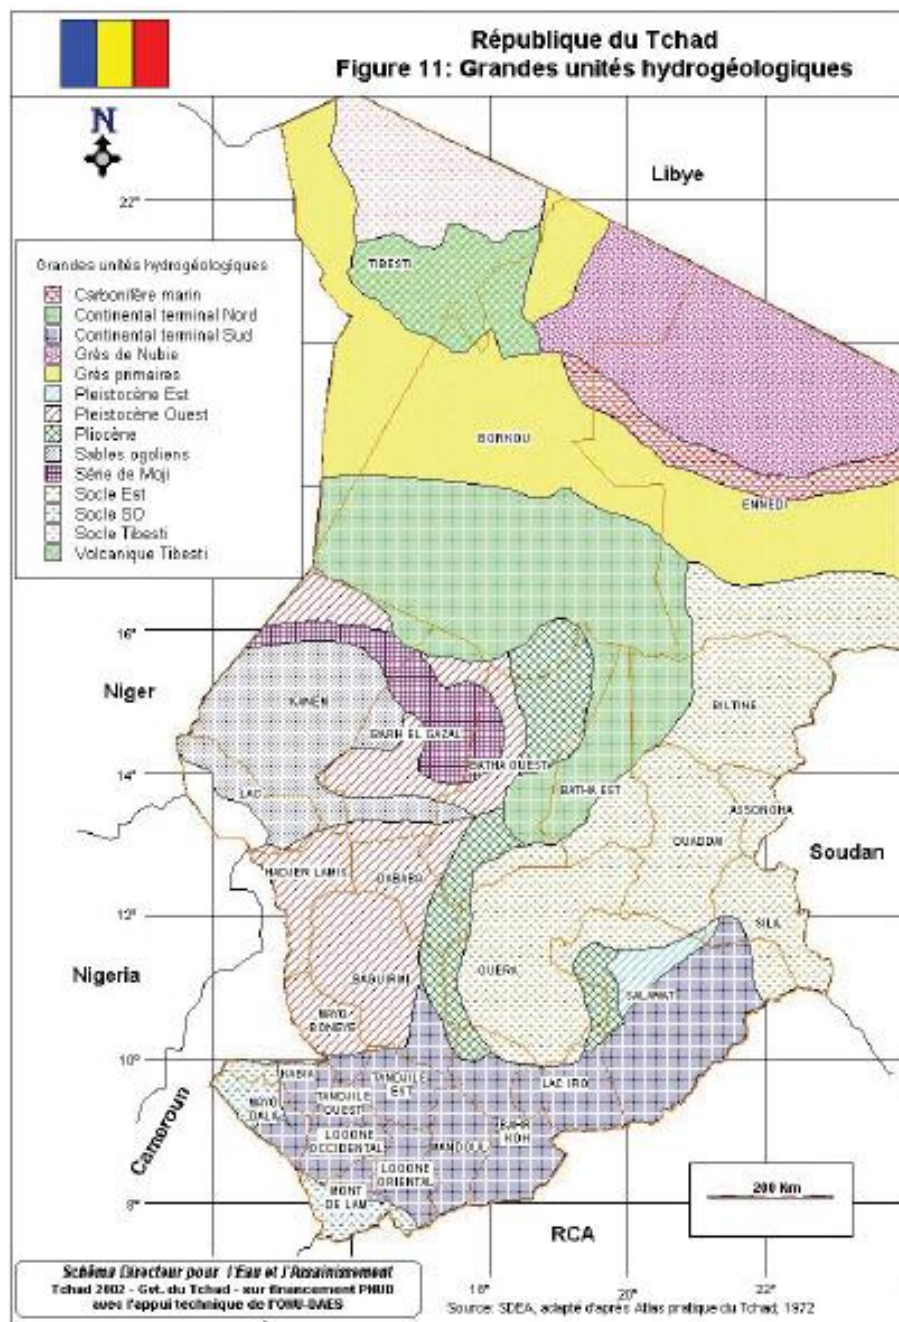 République du Tchad
Figure 11: Grandes unités hydrogéologiques
N
Libye
22°
Grandes unités hydrogéologiques
Carbonifère marin
Continental terminal Nord
Continental terminal Sud
Grès de Nubie
Grès primaires
Pleistocène Est
Pleistocène Ouest
Pliocène
Sables ogoliens
Série de Moji
Socle Est
Socle SO
Socle Tibesti
Volcanique Tibesti
TIBESTI
BORKOU
ENNEDI
16°
Niger
KANEM
BILTINE
BARH EL GAZAL
BATHA OUEST
14°
LAC
BATHA EST
ASSONGHA
OUADDAI
Soudan
HADJER LAMIS
DABABA
12°
SILA
Nigeria
GUERA
BAGUIRMI
SALAMAT
MAYO-
BONEYE
10°
KABIA
TANDJILE
EST
LAC IRO
MAYO
DALA
TANDJILE
OUEST
Cameroun
LOGONE
OCCIDENTAL
MANDOUL
BAHR
KOH
LOGONE
ORIENTAL
MONT
DE LAM
200 Km
8°
RCA
Schéma Directeur pour l'Eau et l'Assainissement
Tchad 2002 - Gvt. du Tchad - sur financement PNUD
avec l'appui technique de l'ONU-DAES
18°
20°
22°
Source: SDEA, adapté d'après Atlas pratique du Tchad, 1972